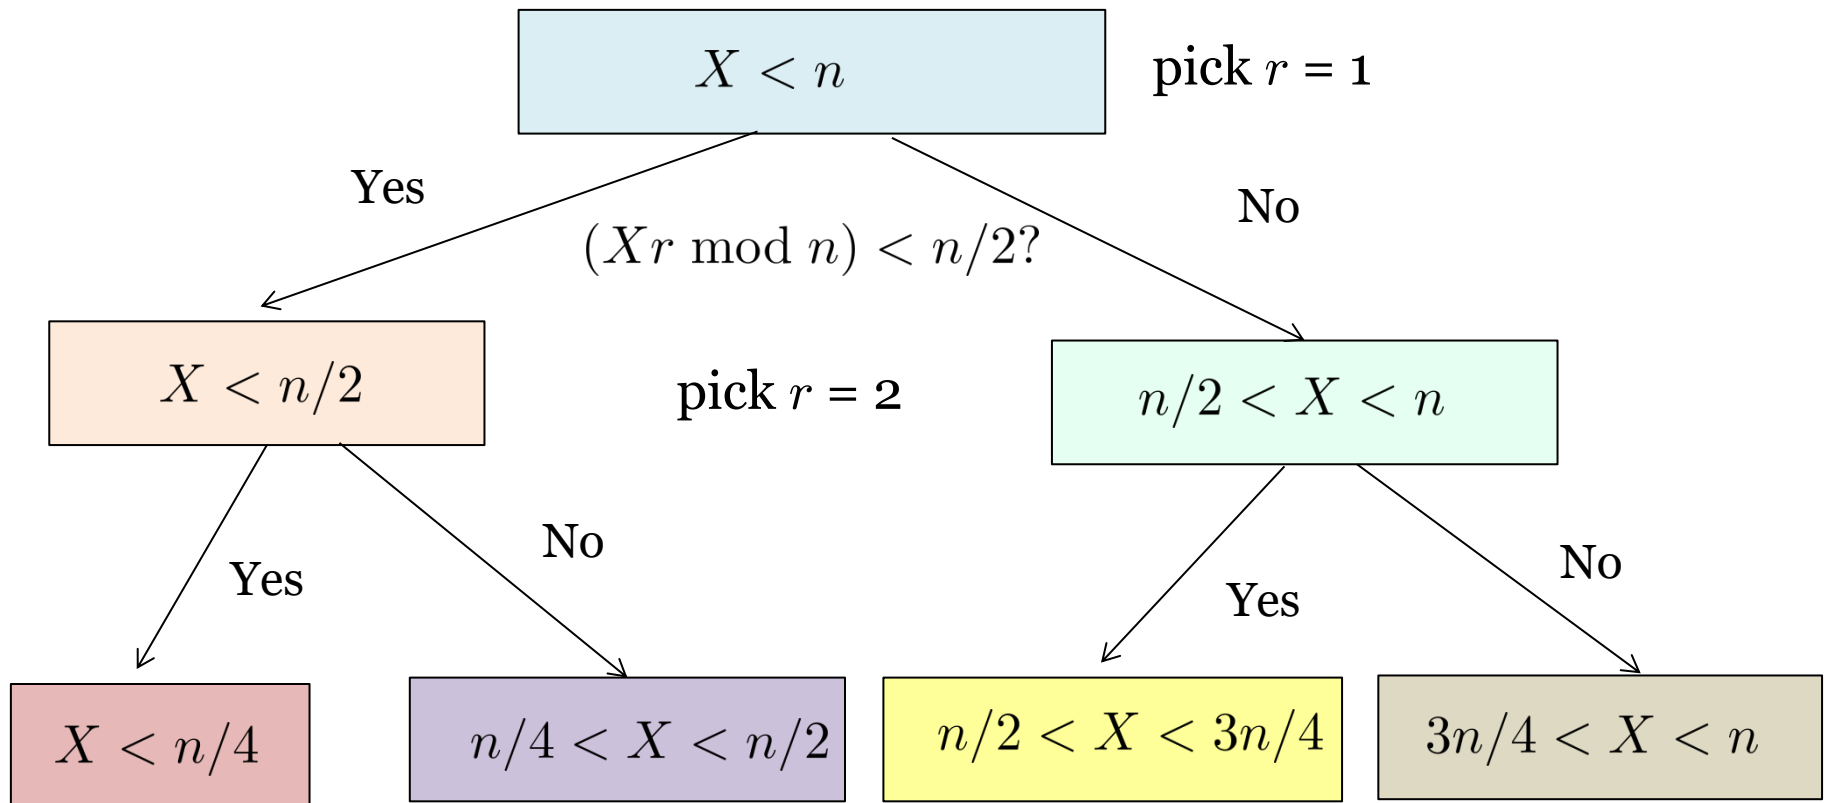 X < n
pick r = 1
Yes
No
(Xr mod n) < n/2?
X < n/2
pick r = 2
n/2 < X < n
Yes
No
Yes
No
X < n/4
n/4 < X < n/2
n/2 < X < 3n/4
3n/4 < X < n